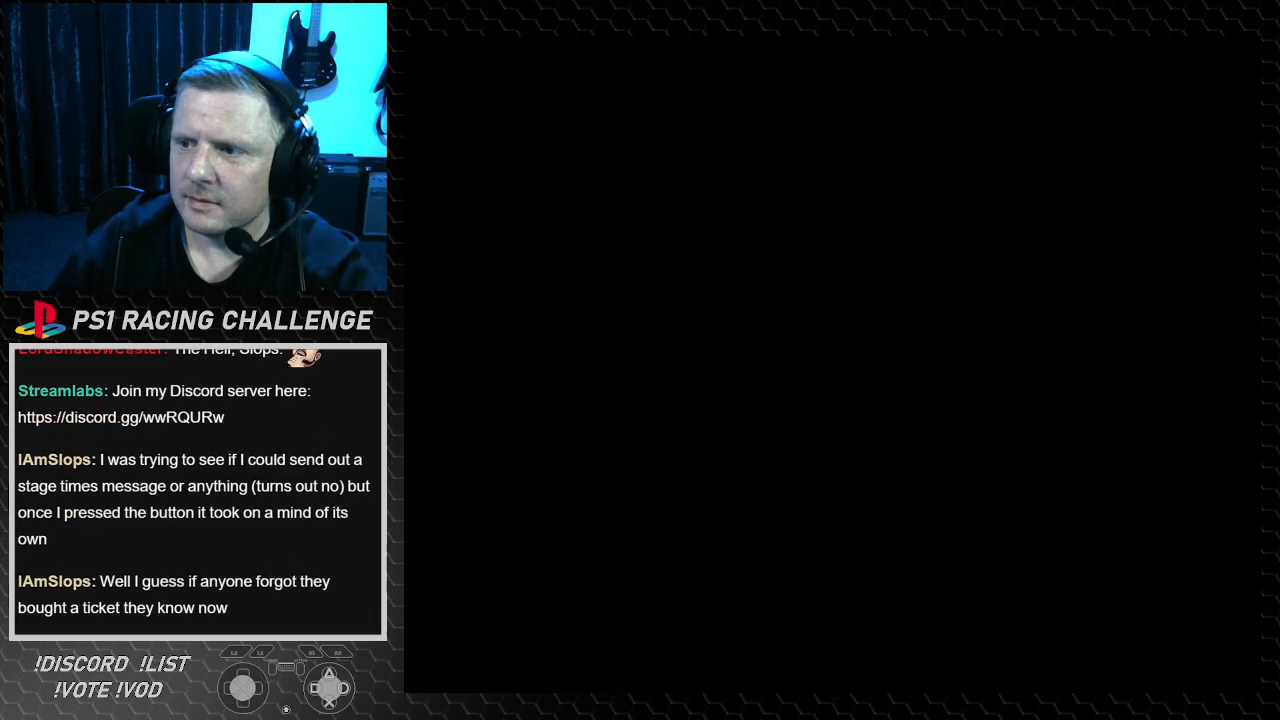 PS1 RACING CHALLENGE
LordShadowCaster: The Hell, Slops.
Streamlabs: Join my Discord server here:
https://discord.gg/wwRQURw
IAmSlops: I was trying to see if I could send out a
stage times message or anything (turns out no) but
once I pressed the button it took on a mind of its
own
IAmSlops: Well I guess if anyone forgot they
bought a ticket they know now
!DISCORD !LIST
!VOTE !VOD